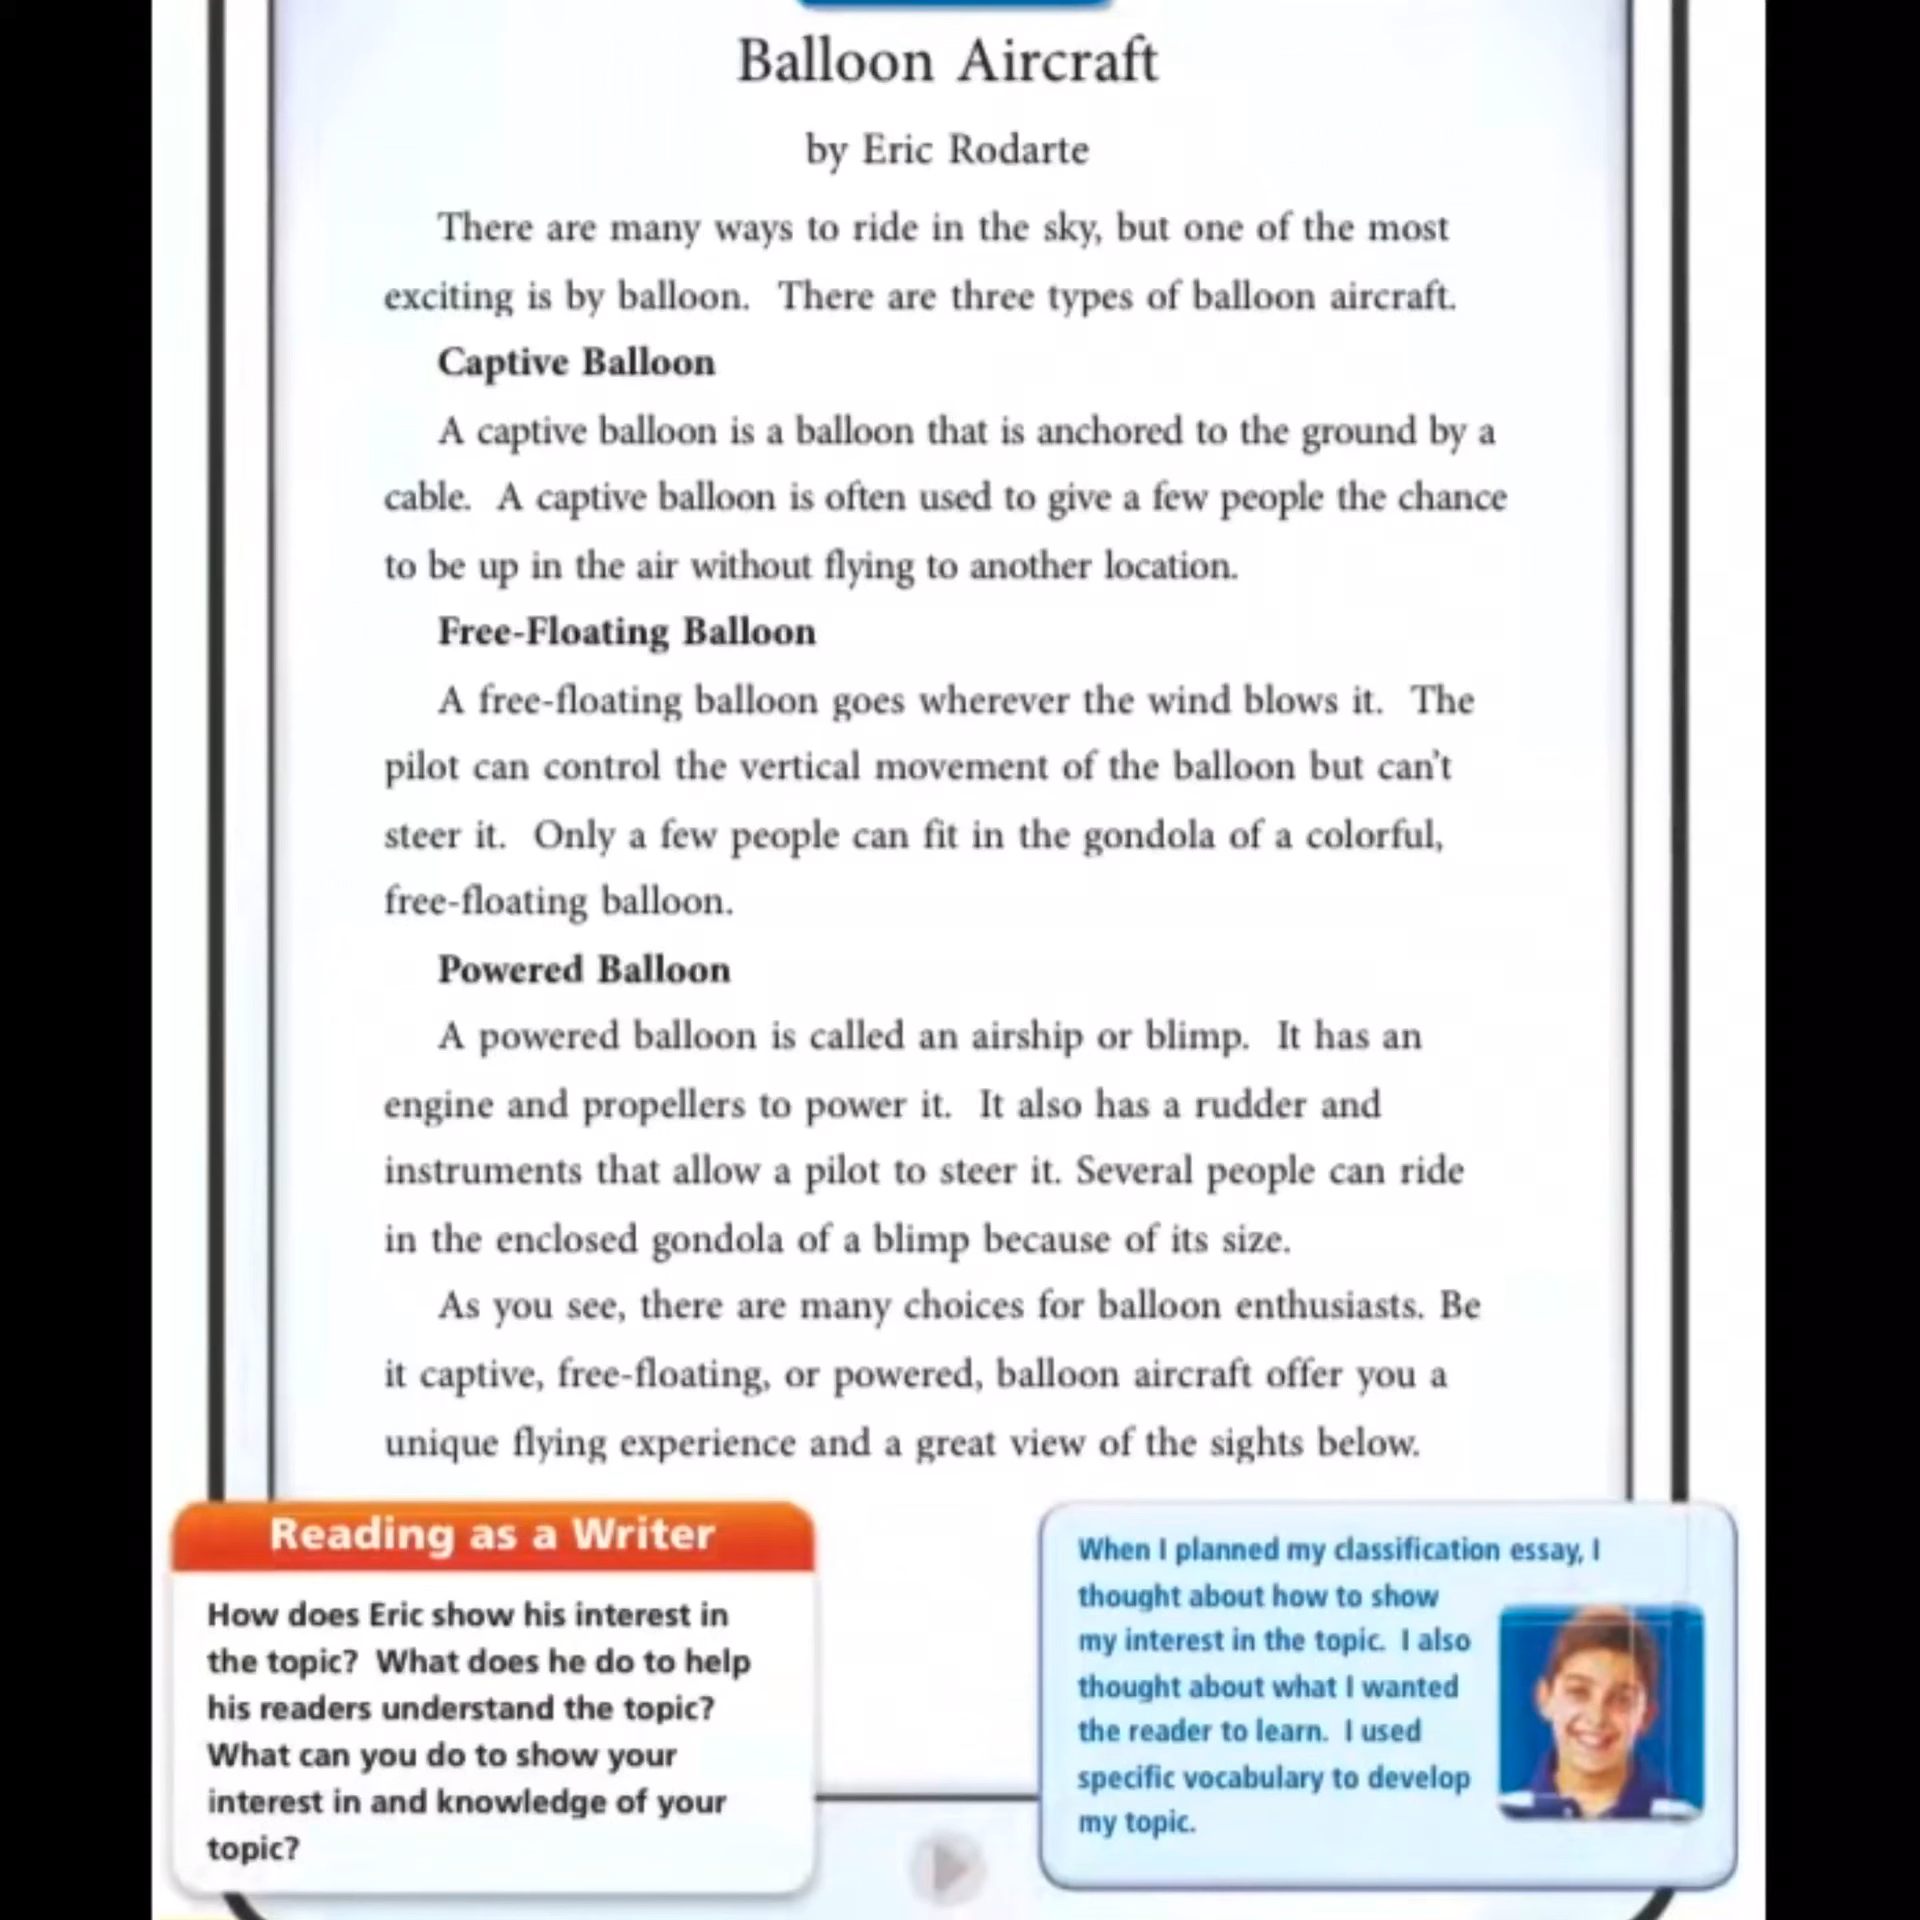 Balloon Aircraft
by Eric Rodarte
There are many ways to ride in the sky, but one of the most
exciting is by balloon. There are three types of balloon aircraft.
Captive Balloon
A captive balloon is a balloon that is anchored to the ground by a
cable. A captive balloon is often used to give a few people the chance
to be up in the air without flying to another location.
Free-Floating Balloon
A free-floating balloon goes wherever the wind blows it. The
pilot can control the vertical movement of the balloon but can't
steer it. Only a few people can fit in the gondola of a colorful,
free-floating balloon.
Powered Balloon
A powered balloon is called an airship or blimp. It has an
engine and propellers to power it. It also has a rudder and
instruments that allow a pilot to steer it. Several people can ride
in the enclosed gondola of a blimp because of its size.
As you see, there are many choices for balloon enthusiasts. Be
it captive, free-floating, or powered, balloon aircraft offer you a
unique flying experience and a great view of the sights below.
Reading as a Writer
How does Eric show his interest in
the topic? What does he do to help
his readers understand the topic?
What can you do to show your
interest in and knowledge of your
topic?
When I planned my classification essay, I
thought about how to show
my interest in the topic. I also
thought about what I wanted
the reader to learn. I used
specific vocabulary to develop
my topic.